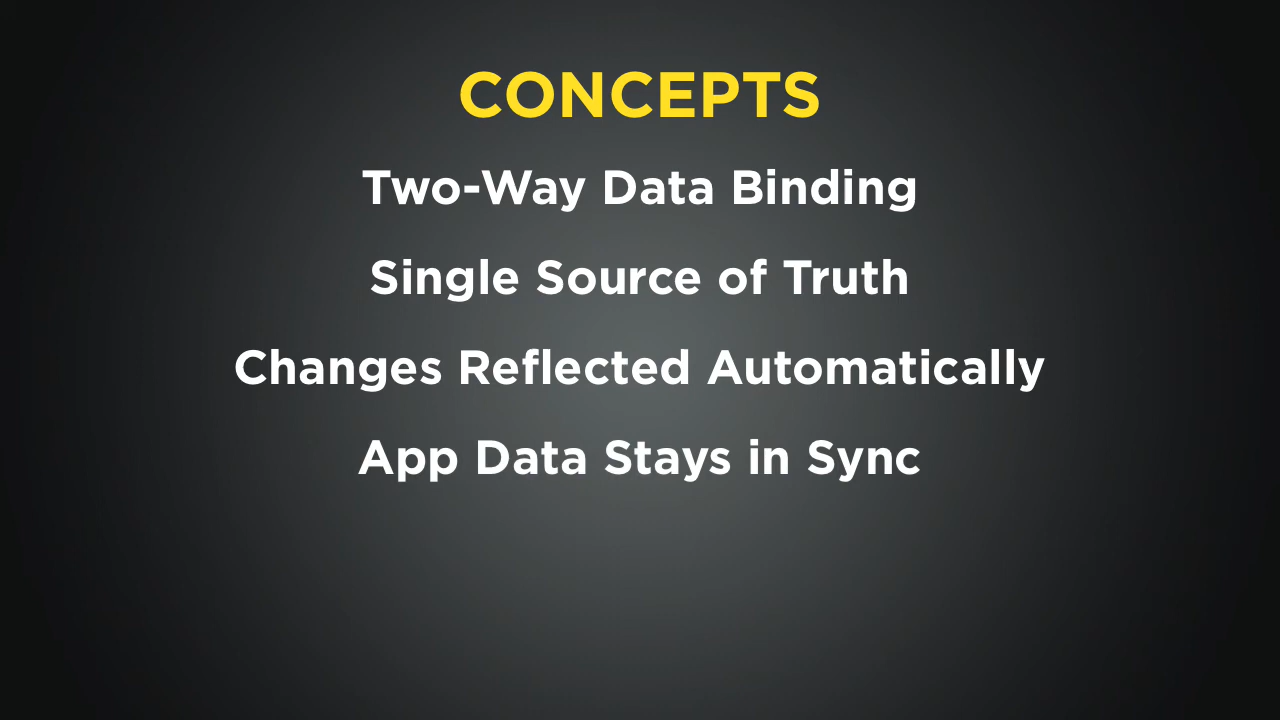 CONCEPTS
Two-Way Data Binding
Single Source of Truth
Changes Reflected Automatically
App Data Stays in Sync